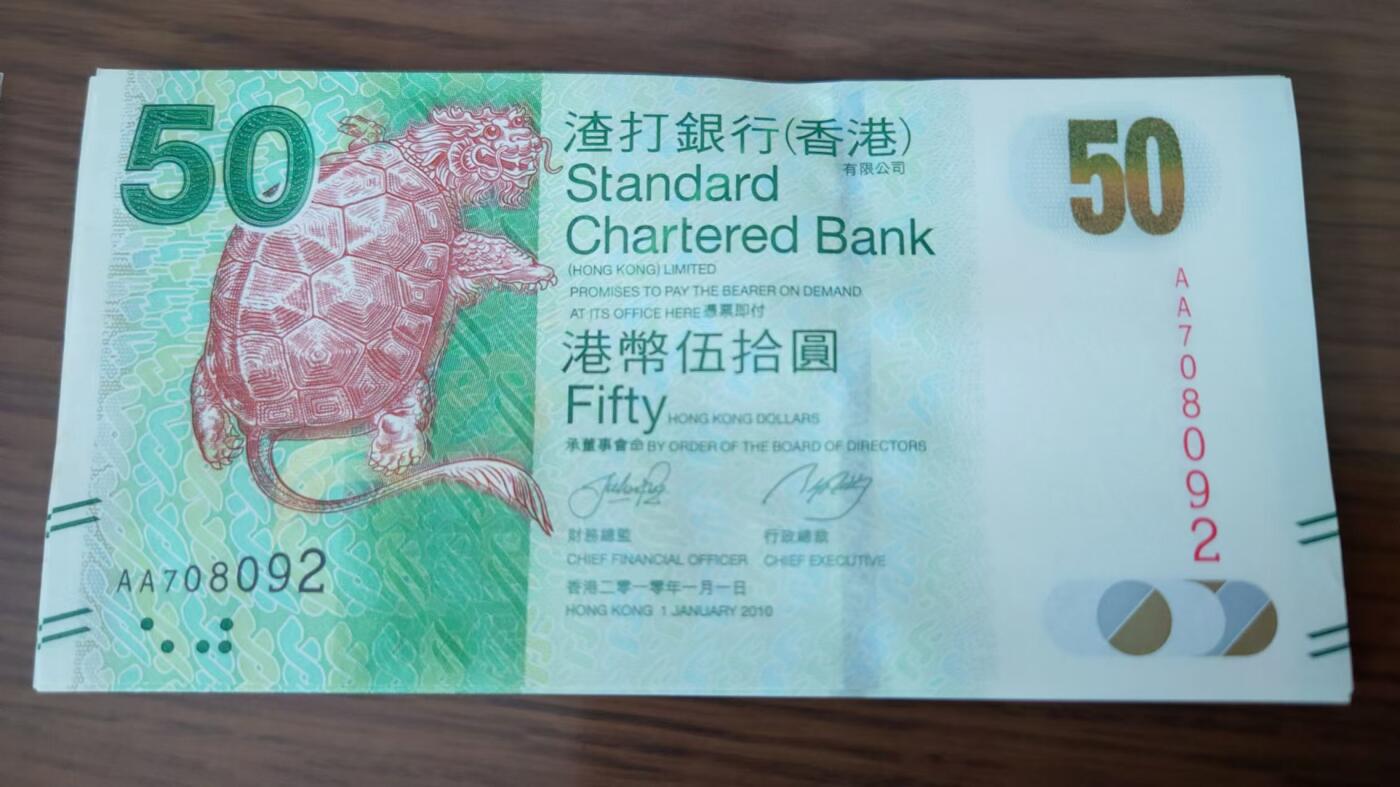 50
渣打銀行(香港)
有限公司
Standard
Chartered Bank
(HONG KONG) LIMITED
PROMISES TO PAY THE BEARER ON DEMAND
AT ITS OFFICE HERE 憑票即付
港幣伍拾圓
Fifty HONG KONG DOLLARS
承董事會命 BY ORDER OF THE BOARD OF DIRECTORS
財務總監 行政總裁
CHIEF FINANCIAL OFFICER CHIEF EXECUTIVE
香港二零一零年一月一日
HONG KONG 1 JANUARY 2010
AA708092
50
AA708092